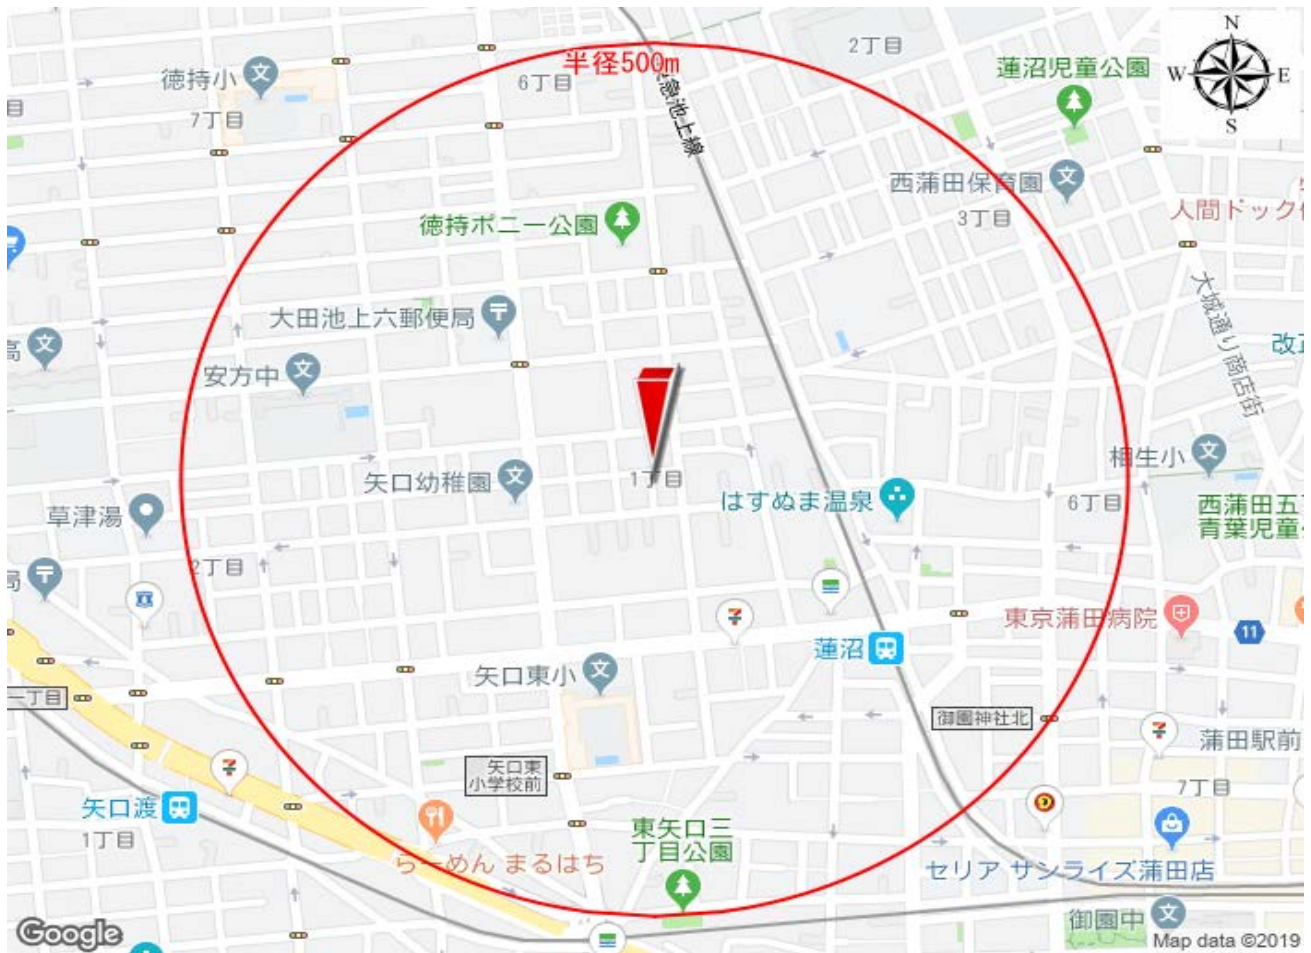 N
W
E
S
半径500m
徳持小
7丁目
6丁目
2丁目
蓮沼児童公園
急池上線
西蒲田保育園
3丁目
人間ドック
徳持ポニー公園
大田池上六郵便局
大城通り商店街
高
安方中
改正
矢口幼稚園
1丁目
はすぬま温泉
相生小
6丁目
西蒲田五丁
青葉児童公
草津湯
局
2丁目
東京蒲田病院
11
蓮沼
矢口東小
一丁目
御園神社北
蒲田駅前
矢口東
小学校前
7丁目
矢口渡
1丁目
らーめん まるはち
東矢口三
丁目公園
セリア サンライズ蒲田店
御園中
Google
Map data ©2019